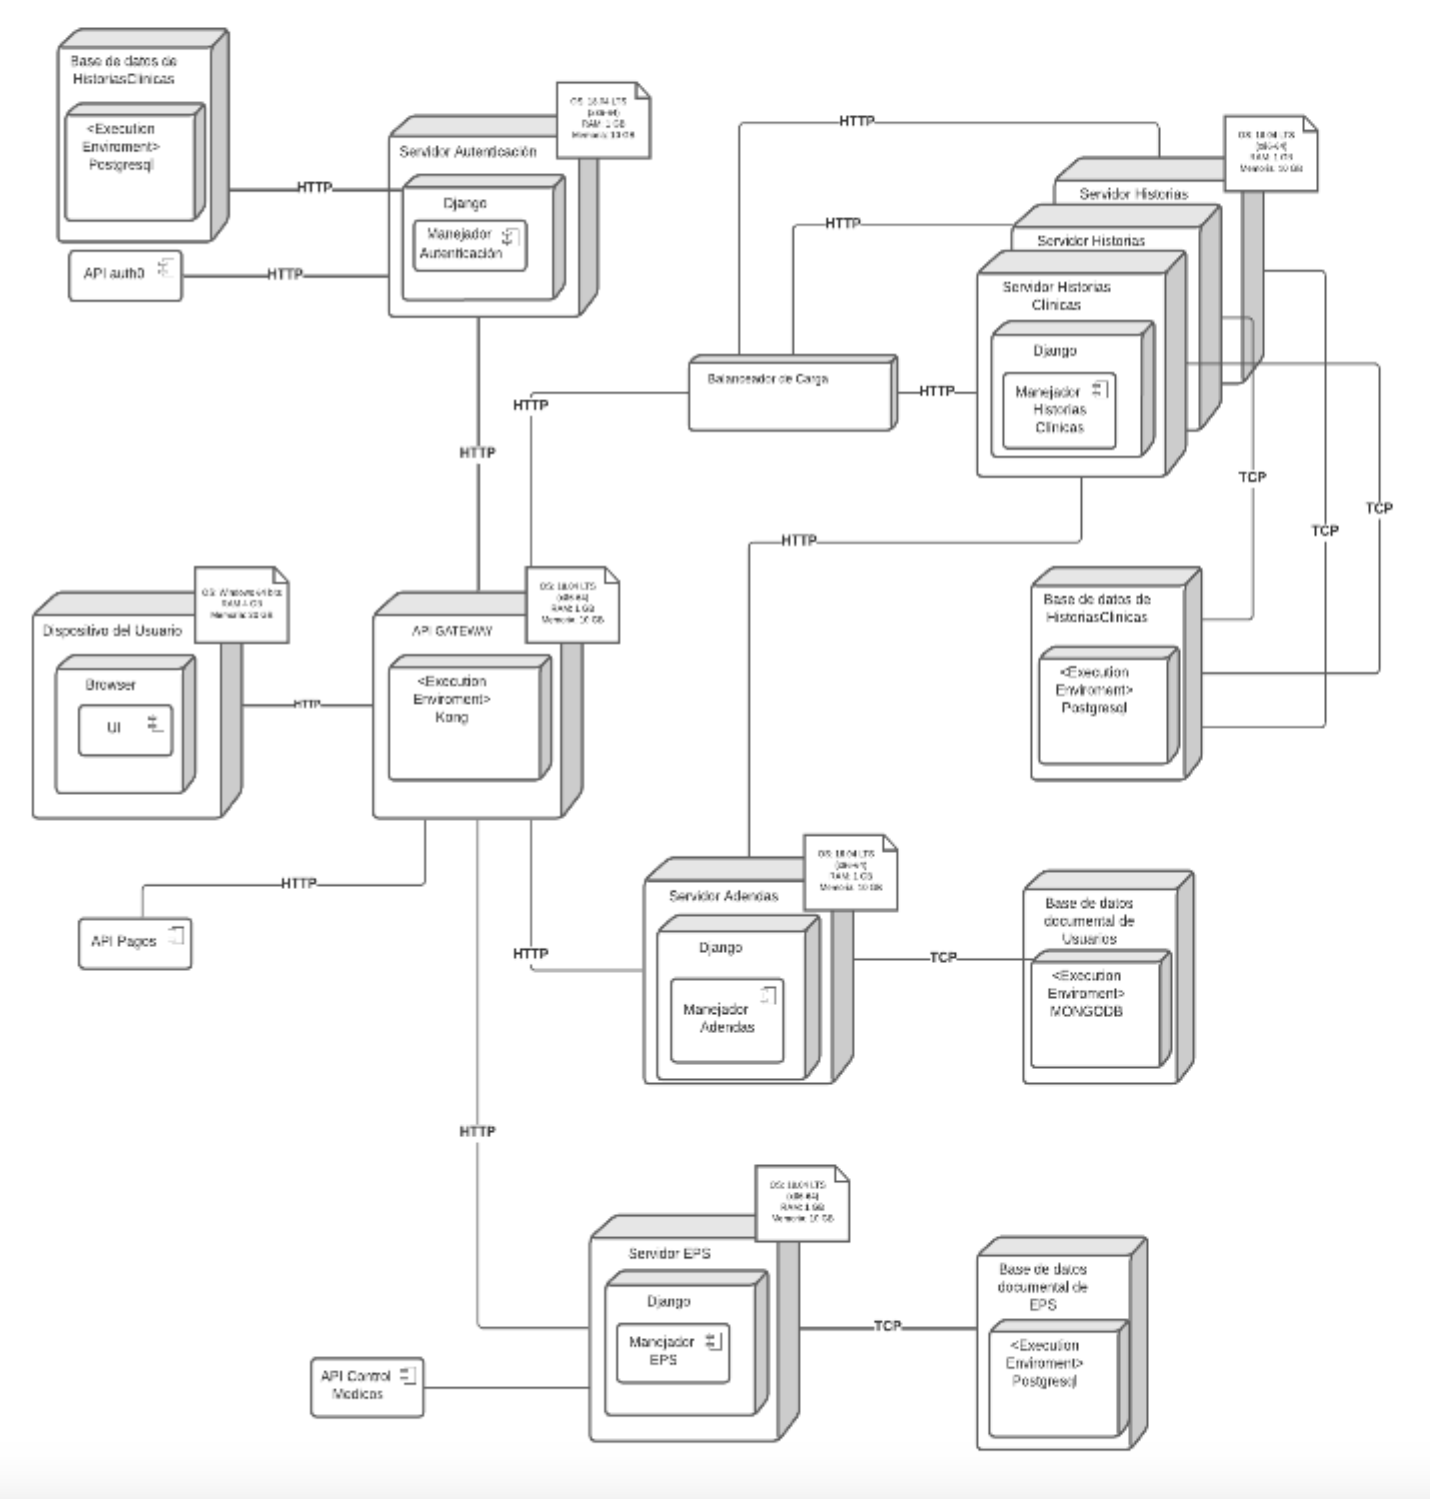 Base de datos de
HistoriasClinicas
<Execution
Enviroment>
Postgresql
HTTP
API auth0
HTTP
OS: 18.04 LTS
(x86-64)
RAM: 1 GB
Memoria: 10 GB
Servidor Autenticación
Django
Manejador
Autenticación
HTTP
HTTP
HTTP
OS: 18.04 LTS
(x86-64)
RAM: 1 GB
Memoria: 10 GB
Servidor Historias
Servidor Historias
Servidor Historias
Clinicas
Django
Manejador
Historias
Clinicas
Balanceador de Carga
HTTP
HTTP
HTTP
TCP
TCP
TCP
Base de datos de
HistoriasClinicas
<Execution
Enviroment>
Postgresql
OS: Windows 64 bits
RAM 4 GB
Dispositivo del Usuario
Browser
UI
HTTP
OS: 18.04 LTS
(x86-64)
RAM: 1 GB
Memoria: 10 GB
API GATEWAY
<Execution
Enviroment>
Kong
HTTP
API Pagos
HTTP
OS: 18.04 LTS
(x86-64)
RAM: 1 GB
Memoria: 10 GB
Servidor Adendas
Django
Manejador
Adendas
TCP
Base de datos
documental de
Usuarios
<Execution
Enviroment>
MONGODB
HTTP
OS: 18.04 LTS
(x86-64)
RAM: 1 GB
Memoria: 10 GB
Servidor EPS
Django
Manejador
EPS
API Control
Medicos
TCP
Base de datos
documental de
EPS
<Execution
Enviroment>
Postgresql